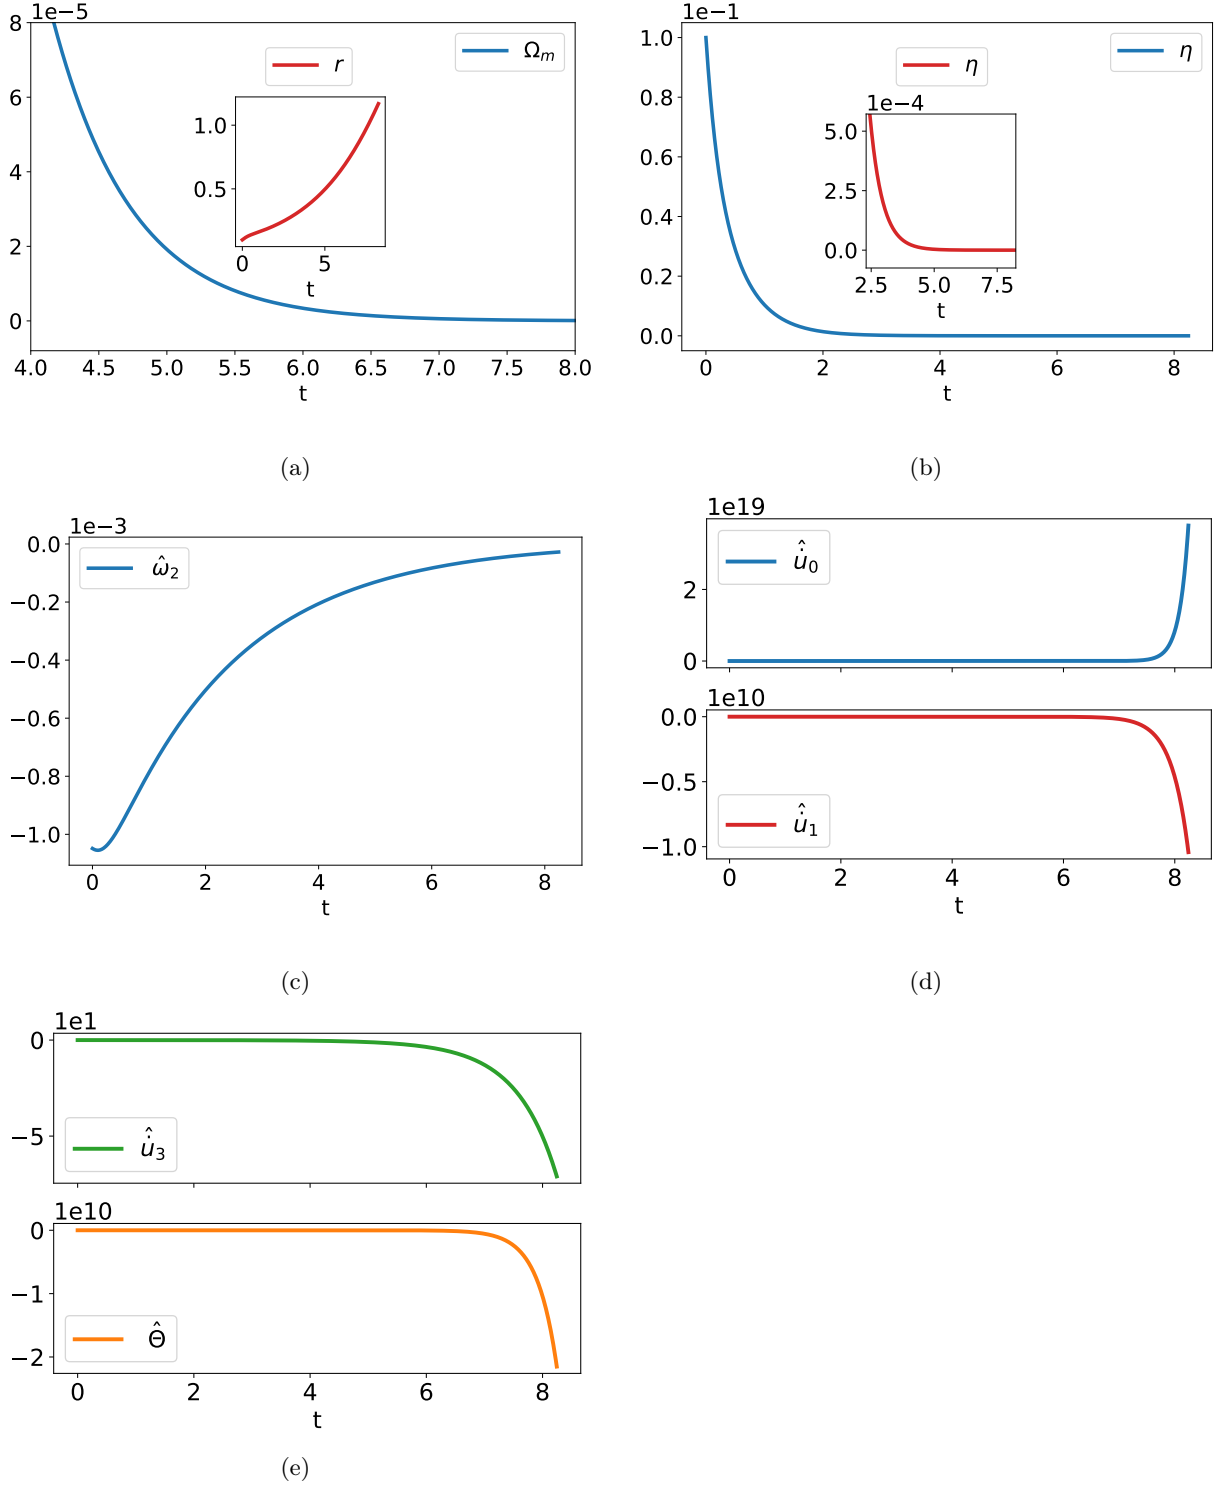 1e−5
8
6
4
2
0
4.0 4.5 5.0 5.5 6.0 6.5 7.0 7.5 8.0
t
Ω_m
r
1.0
0.5
0 5
t
(a)
1e−1
1.0
0.8
0.6
0.4
0.2
0.0
0 2 4 6 8
t
η
η
1e−4
5.0
2.5
0.0
2.5 5.0 7.5
t
(b)
1e−3
0.0
−0.2
−0.4
−0.6
−0.8
−1.0
0 2 4 6 8
t
ω̂_2
(c)
1e19
2
0
u̇̂_0
1e10
0.0
−0.5
−1.0
u̇̂_1
0 2 4 6 8
t
(d)
1e1
0
−5
u̇̂_3
1e10
0
−1
−2
Θ̂
0 2 4 6 8
t
(e)